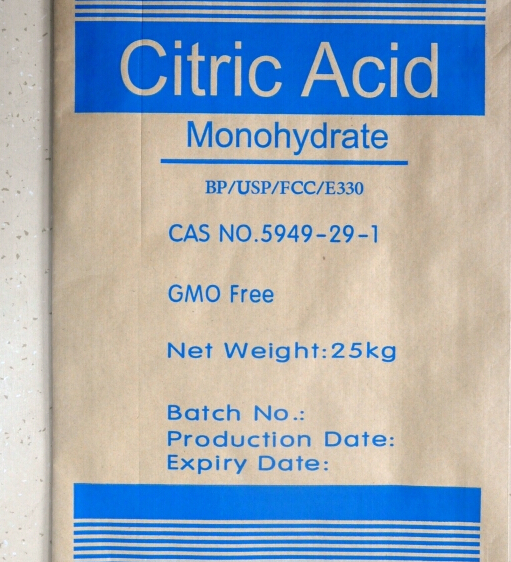 Citric Acid
Monohydrate
BP/USP/FCC/E330
CAS NO.5949-29-1
GMO Free
Net Weight:25kg
Batch No.:
Production Date:
Expiry Date: